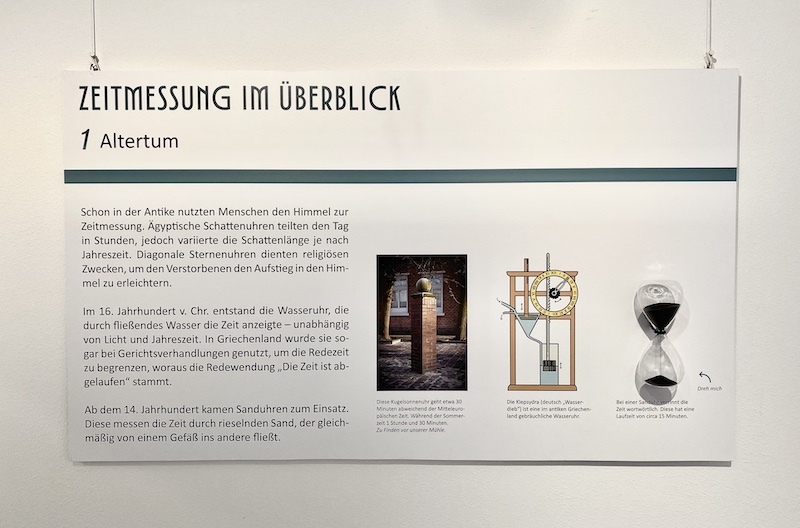 ZEITMESSUNG IM ÜBERBLICK
1 Altertum
Schon in der Antike nutzten Menschen den Himmel zur
Zeitmessung. Ägyptische Schattenuhren teilten den Tag
in Stunden, jedoch variierte die Schattenlänge je nach
Jahreszeit. Diagonale Sternenuhren dienten religiösen
Zwecken, um den Verstorbenen den Aufstieg in den Him-
mel zu erleichtern.
Im 16. Jahrhundert v. Chr. entstand die Wasseruhr, die
durch fließendes Wasser die Zeit anzeigte – unabhängig
von Licht und Jahreszeit. In Griechenland wurde sie so-
gar bei Gerichtsverhandlungen genutzt, um die Redezeit
zu begrenzen, woraus die Redewendung „Die Zeit ist ab-
gelaufen“ stammt.
Ab dem 14. Jahrhundert kamen Sanduhren zum Einsatz.
Diese messen die Zeit durch rieselnden Sand, der gleich-
mäßig von einem Gefäß ins andere fließt.
Diese Kugelsonnenuhr geht etwa 30
Minuten abweichend der Mitteleuro-
päischen Zeit. Während der Sommer-
zeit 1 Stunde und 30 Minuten.
Zu Finden vor unserer Mühle.
Die Klepsydra (deutsch „Wasser-
dieb“) ist eine im antiken Griechen-
land gebräuchliche Wasseruhr
Dreh mich
Bei einer Sanduhr verrinnt die
Zeit wortwörtlich. Diese hat eine
Laufzeit von circa 15 Minuten.